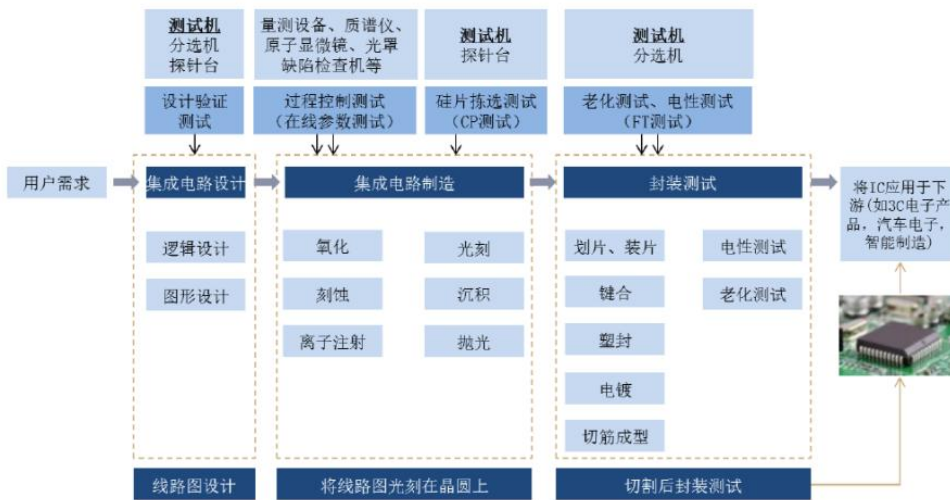 测试机
分选机
探针台
量测设备、质谱仪、
原子显微镜、光罩
缺陷检查机等
测试机
探针台
测试机
分选机
设计验证
测试
过程控制测试
(在线参数测试)
硅片拣选测试
(CP测试)
老化测试、电性测试
(FT测试)
用户需求
集成电路设计
集成电路制造
封装测试
将IC应用于下
游(如3C电子产
品，汽车电子，
智能制造)
逻辑设计
图形设计
氧化
光刻
刻蚀
沉积
离子注射
抛光
划片、装片
电性测试
键合
老化测试
塑封
电镀
切筋成型
线路图设计
将线路图光刻在晶圆上
切割后封装测试